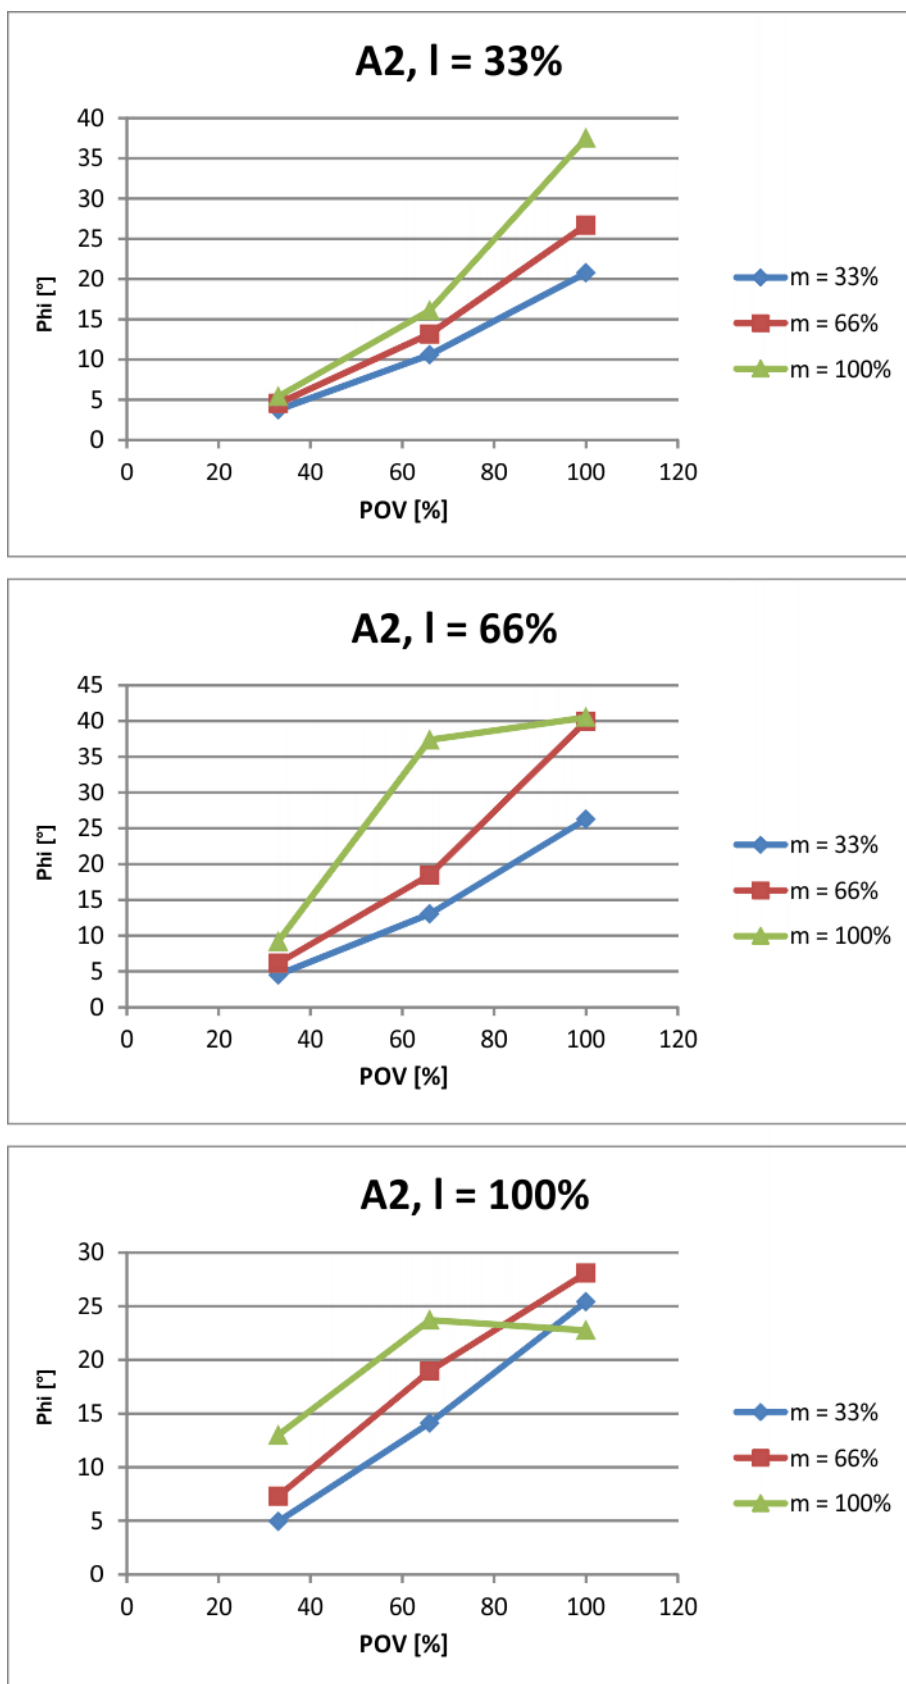 A2, l = 33%
40
35
30
25
20
15
10
5
0
Phi [°]
0 20 40 60 80 100 120
POV [%]
m = 33%
m = 66%
m = 100%
A2, l = 66%
45
40
35
30
25
20
15
10
5
0
Phi [°]
0 20 40 60 80 100 120
POV [%]
m = 33%
m = 66%
m = 100%
A2, l = 100%
30
25
20
15
10
5
0
Phi [°]
0 20 40 60 80 100 120
POV [%]
m = 33%
m = 66%
m = 100%